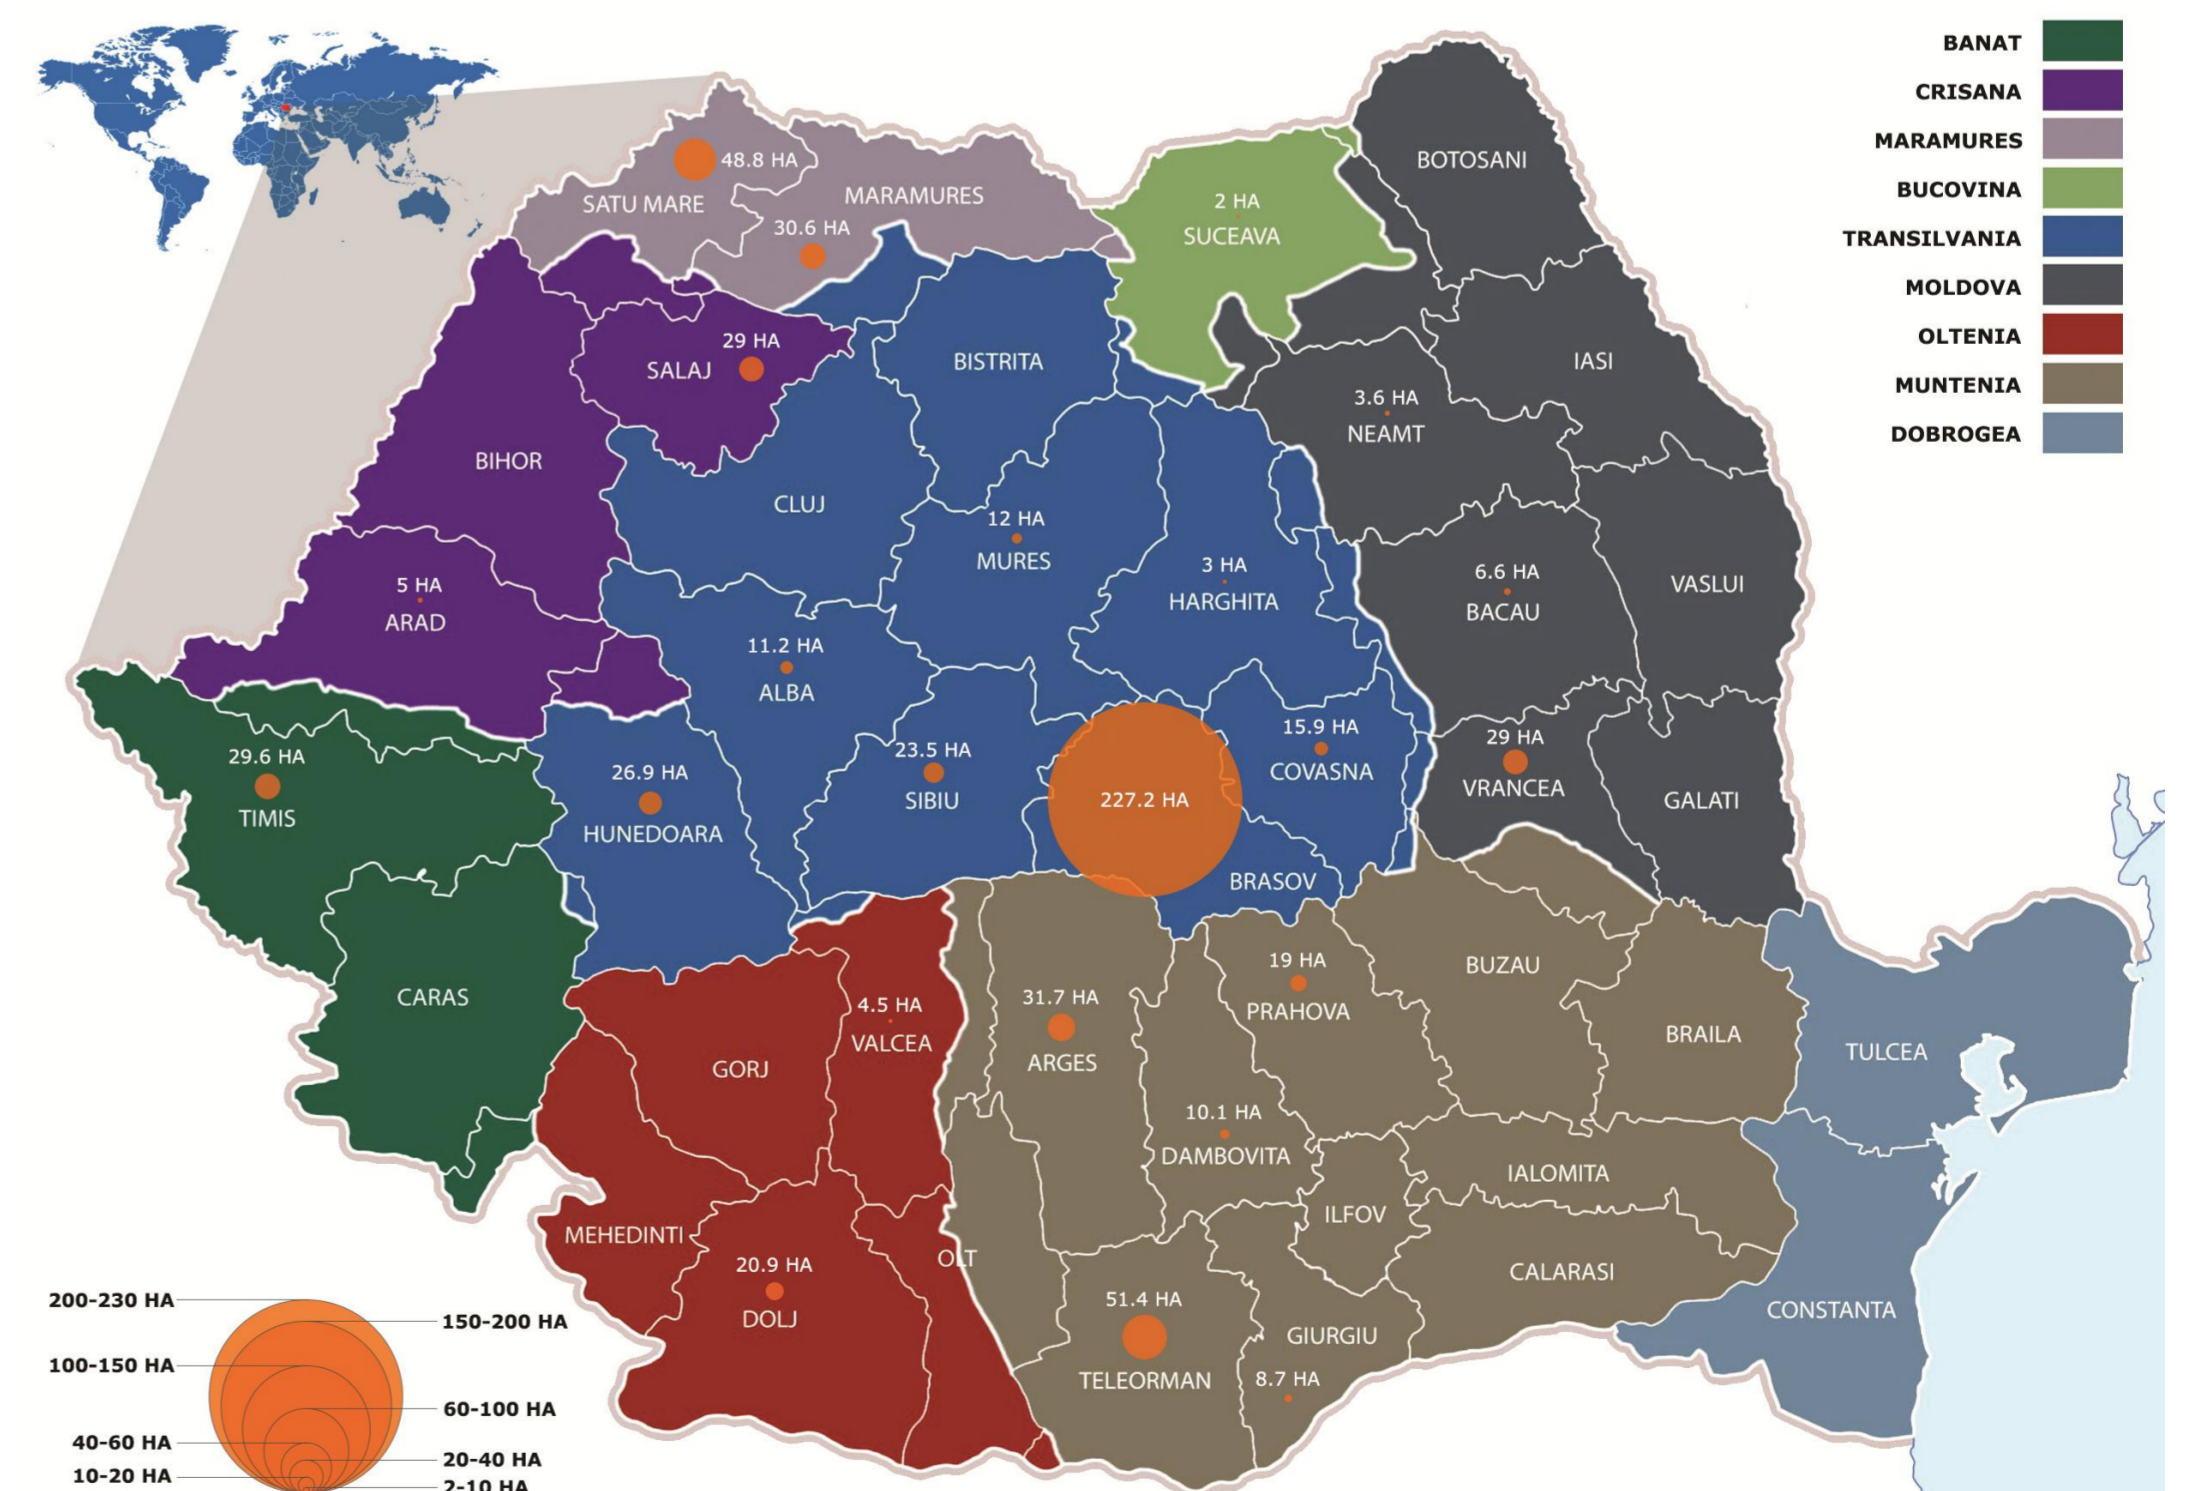 BANAT
CRISANA
MARAMURES
BUCOVINA
TRANSILVANIA
MOLDOVA
OLTENIA
MUNTENIA
DOBROGEA
48.8 HA
SATU MARE
MARAMURES
30.6 HA
2 HA
SUCEAVA
BOTOSANI
29 HA
SALAJ
BISTRITA
IASI
3.6 HA
NEAMT
BIHOR
CLUJ
12 HA
MURES
3 HA
HARGHITA
6.6 HA
BACAU
VASLUI
5 HA
ARAD
11.2 HA
ALBA
29.6 HA
TIMIS
26.9 HA
HUNEDOARA
23.5 HA
SIBIU
227.2 HA
BRASOV
15.9 HA
COVASNA
29 HA
VRANCEA
GALATI
CARAS
GORJ
4.5 HA
VALCEA
31.7 HA
ARGES
19 HA
PRAHOVA
BUZAU
BRAILA
TULCEA
10.1 HA
DAMBOVITA
IALOMITA
ILFOV
MEHEDINTI
OLT
20.9 HA
DOLJ
51.4 HA
TELEORMAN
GIURGIU
8.7 HA
CALARASI
CONSTANTA
200-230 HA
150-200 HA
100-150 HA
60-100 HA
40-60 HA
20-40 HA
10-20 HA
2-10 HA